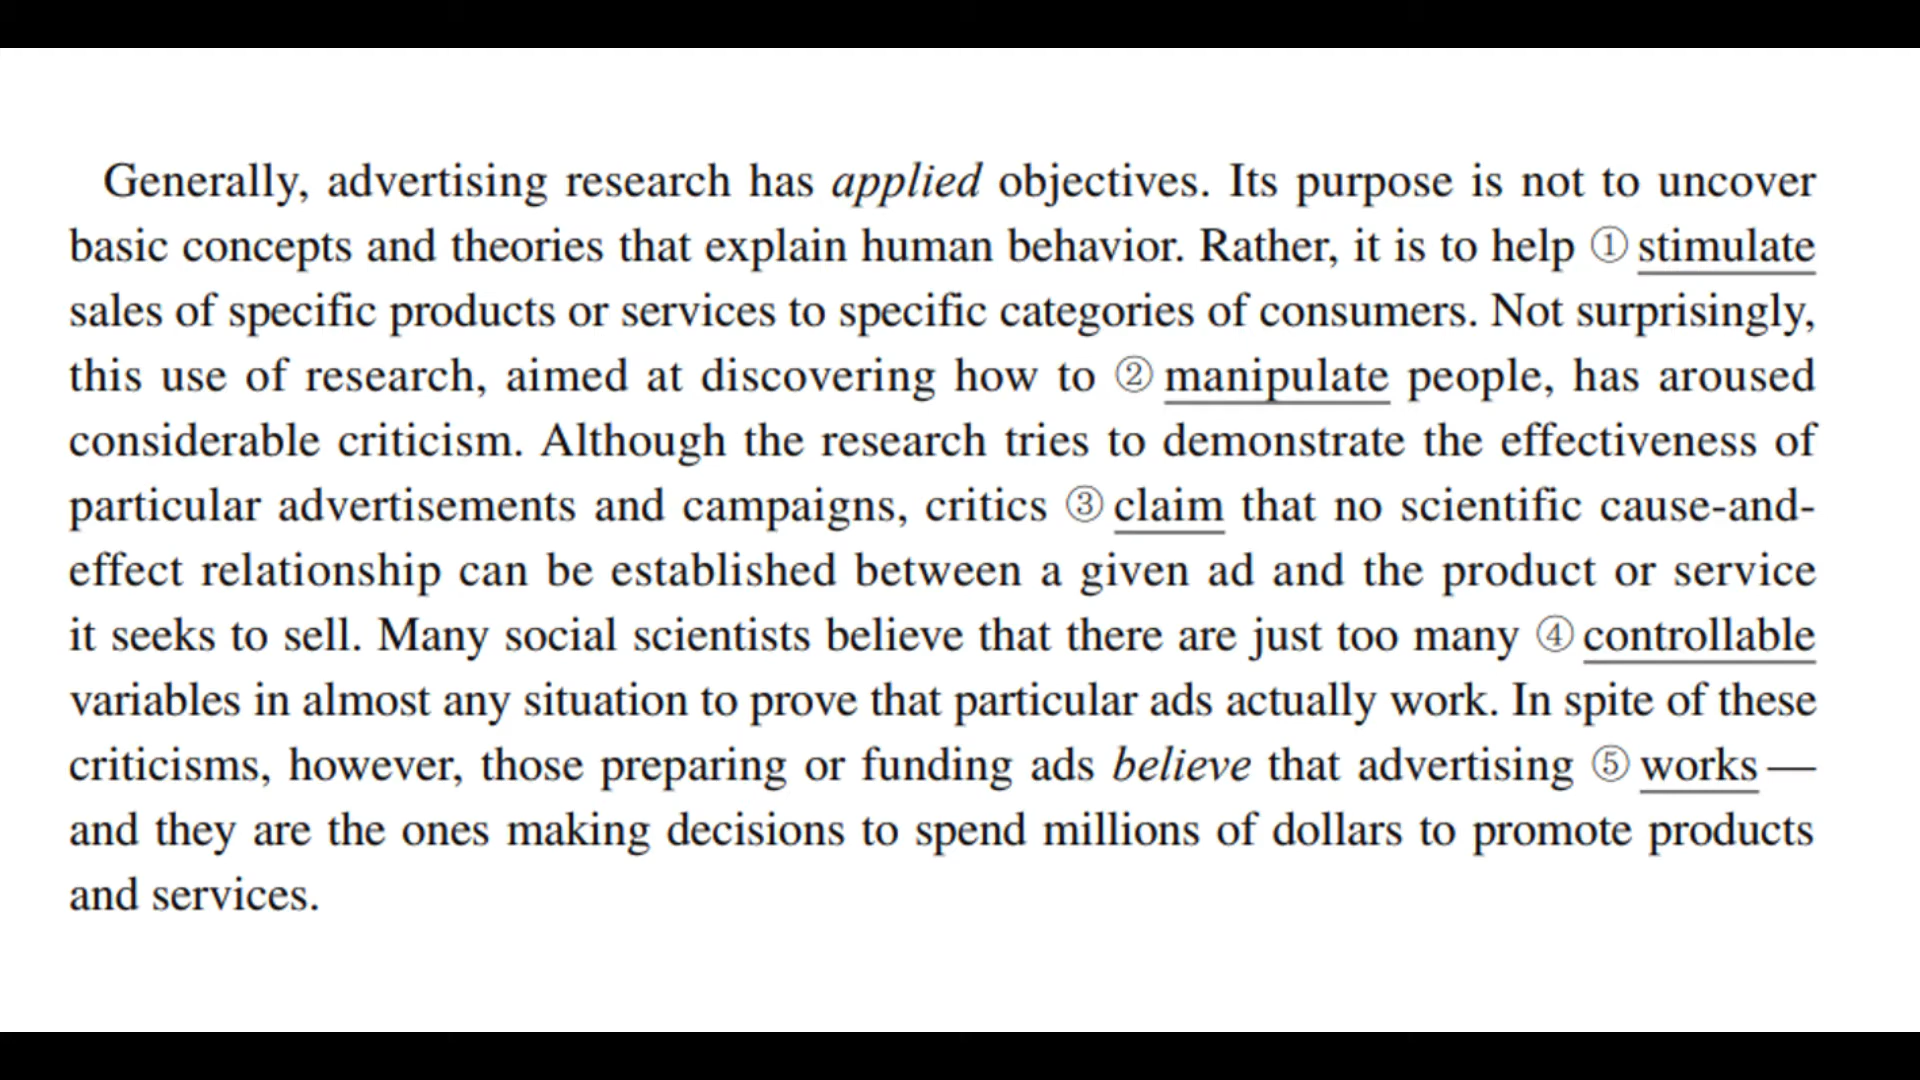 Generally, advertising research has applied objectives. Its purpose is not to uncover
basic concepts and theories that explain human behavior. Rather, it is to help ① stimulate
sales of specific products or services to specific categories of consumers. Not surprisingly,
this use of research, aimed at discovering how to ② manipulate people, has aroused
considerable criticism. Although the research tries to demonstrate the effectiveness of
particular advertisements and campaigns, critics ③ claim that no scientific cause-and-
effect relationship can be established between a given ad and the product or service
it seeks to sell. Many social scientists believe that there are just too many ④ controllable
variables in almost any situation to prove that particular ads actually work. In spite of these
criticisms, however, those preparing or funding ads believe that advertising ⑤ works —
and they are the ones making decisions to spend millions of dollars to promote products
and services.